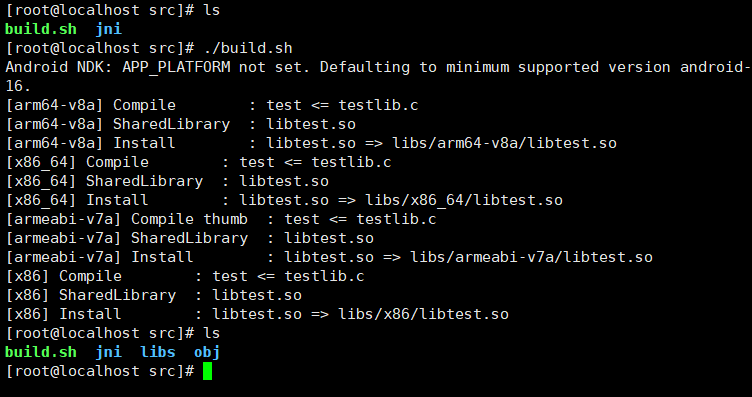 [root@localhost src]# ls
build.sh  jni
[root@localhost src]# ./build.sh
Android NDK: APP_PLATFORM not set. Defaulting to minimum supported version android-
16.
[arm64-v8a] Compile        : test <= testlib.c
[arm64-v8a] SharedLibrary  : libtest.so
[arm64-v8a] Install        : libtest.so => libs/arm64-v8a/libtest.so
[x86_64] Compile        : test <= testlib.c
[x86_64] SharedLibrary  : libtest.so
[x86_64] Install        : libtest.so => libs/x86_64/libtest.so
[armeabi-v7a] Compile thumb  : test <= testlib.c
[armeabi-v7a] SharedLibrary  : libtest.so
[armeabi-v7a] Install        : libtest.so => libs/armeabi-v7a/libtest.so
[x86] Compile        : test <= testlib.c
[x86] SharedLibrary  : libtest.so
[x86] Install        : libtest.so => libs/x86/libtest.so
[root@localhost src]# ls
build.sh  jni  libs  obj
[root@localhost src]#